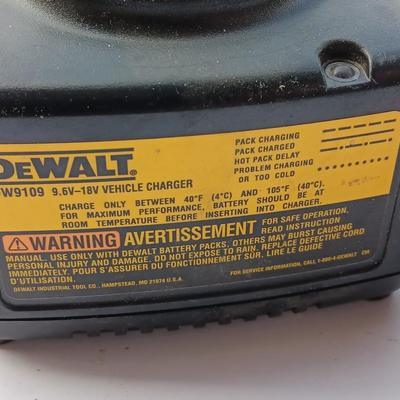 DEWALT
W9109 9.6V–18V VEHICLE CHARGER
PACK CHARGING
PACK CHARGED
HOT PACK DELAY
PROBLEM CHARGING
OR TOO COLD
CHARGE ONLY BETWEEN 40°F (4°C) AND 105°F (40°C).
FOR MAXIMUM PERFORMANCE, BATTERY SHOULD BE AT
ROOM TEMPERATURE BEFORE INSERTING INTO CHARGER.
WARNING AVERTISSEMENT FOR SAFE OPERATION, READ INSTRUCTION
MANUAL. USE ONLY WITH DEWALT BATTERY PACKS. OTHERS MAY BURST CAUSING
PERSONAL INJURY AND DAMAGE. DO NOT EXPOSE TO RAIN. REPLACE DEFECTIVE CORD
IMMEDIATELY. POUR S'ASSURER DU FONCTIONNEMENT SÛR. LIRE LE GUIDE
D'UTILISATION.
FOR SERVICE INFORMATION, CALL 1-800-4-DEWALT
DEWALT INDUSTRIAL TOOL CO., HAMPSTEAD, MD 21074 U.S.A.